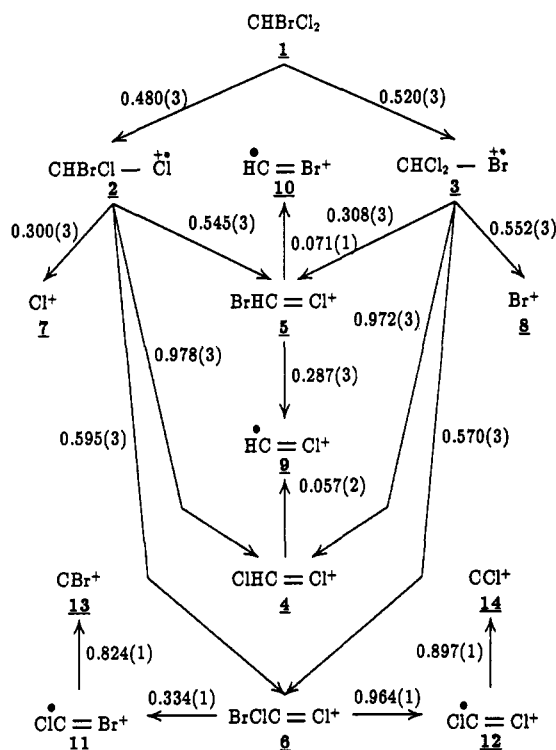 CHBrCl₂
1
0.480(3) 0.520(3)
CHBrCl — Cl⁺• HC• = Br⁺ CHCl₂ — Br⁺•
2 10 3
0.300(3) 0.545(3) 0.071(1) 0.308(3) 0.552(3)
Cl⁺ BrHC = Cl⁺ Br⁺
7 5 8
0.978(3) 0.287(3) 0.972(3)
0.595(3) HC• = Cl⁺ 0.570(3)
9
0.057(2)
CBr⁺ ClHC = Cl⁺ CCl⁺
13 4 14
0.824(1) 0.897(1)
ClC• = Br⁺ 0.334(1) BrClC = Cl⁺ 0.964(1) ClC• = Cl⁺
11 6 12